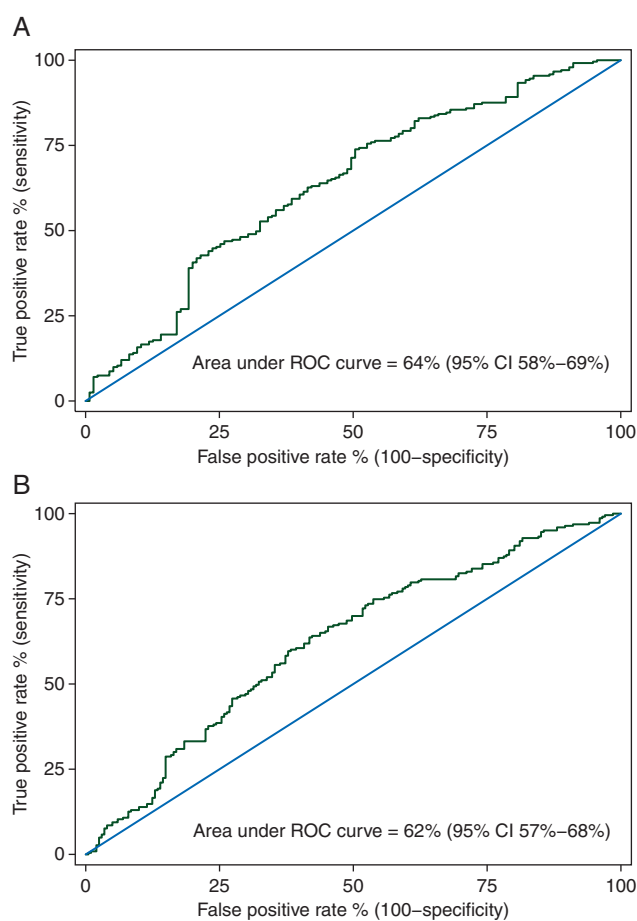 A
100
75
50
25
0
True positive rate % (sensitivity)
Area under ROC curve = 64% (95% CI 58%–69%)
0 25 50 75 100
False positive rate % (100–specificity)
B
100
75
50
25
0
True positive rate % (sensitivity)
Area under ROC curve = 62% (95% CI 57%–68%)
0 25 50 75 100
False positive rate % (100–specificity)